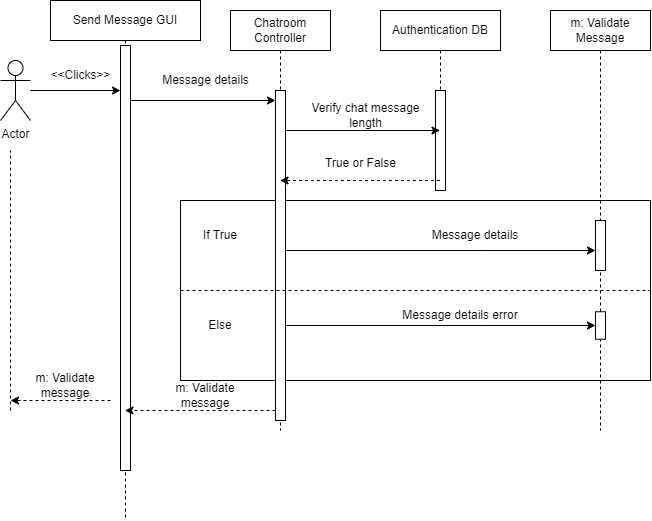 Send Message GUI
Chatroom
Controller
Authentication DB
m: Validate
Message
<<Clicks>>
Message details
Actor
Verify chat message
length
True or False
If True
Message details
Else
Message details error
m: Validate
message
m: Validate
message